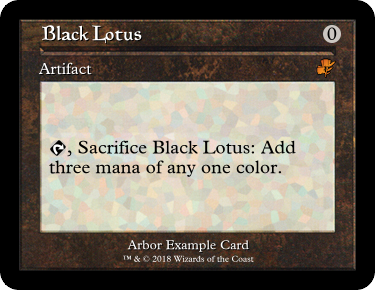 Black Lotus 0
Artifact
, Sacrifice Black Lotus: Add
three mana of any one color.
Arbor Example Card
™ & © 2018 Wizards of the Coast